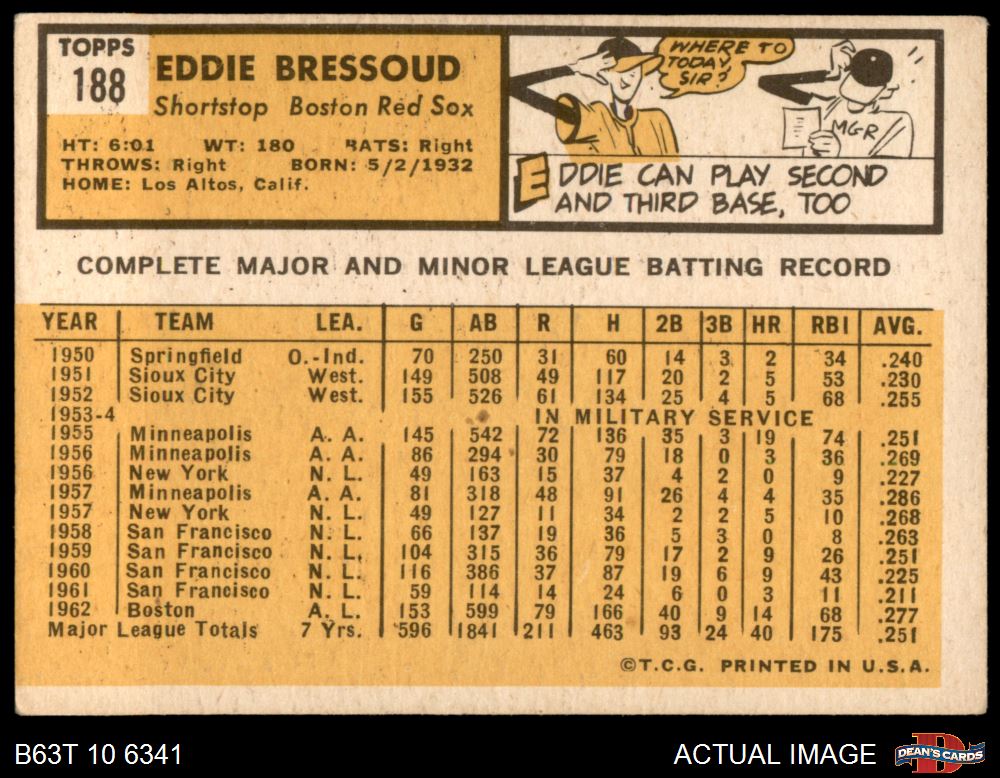 TOPPS
188
EDDIE BRESSOUD
Shortstop Boston Red Sox
HT: 6:01 WT: 180 BATS: Right
THROWS: Right BORN: 5/2/1932
HOME: Los Altos, Calif.
WHERE TO
TODAY,
SIR?
MGR
EDDIE CAN PLAY SECOND
AND THIRD BASE, TOO
COMPLETE MAJOR AND MINOR LEAGUE BATTING RECORD
YEAR TEAM LEA. G AB R H 2B 3B HR RBI AVG.
1950 Springfield O.-Ind. 70 250 31 60 14 3 2 34 .240
1951 Sioux City West. 149 508 49 117 20 2 5 53 .230
1952 Sioux City West. 155 526 61 134 25 4 5 68 .255
1953-4 IN MILITARY SERVICE
1955 Minneapolis A. A. 145 542 72 136 35 3 19 74 .251
1956 Minneapolis A. A. 86 294 30 79 18 0 3 36 .269
1956 New York N. L. 49 163 15 37 4 2 0 9 .227
1957 Minneapolis A. A. 81 318 48 91 26 4 4 35 .286
1957 New York N. L. 49 127 11 34 2 2 5 10 .268
1958 San Francisco N. L. 66 137 19 36 5 3 0 8 .263
1959 San Francisco N. L. 104 315 36 79 17 2 9 26 .251
1960 San Francisco N. L. 116 386 37 87 19 6 9 43 .225
1961 San Francisco N. L. 59 114 14 24 6 0 3 11 .211
1962 Boston A. L. 153 599 79 166 40 9 14 68 .277
Major League Totals 7 Yrs. 596 1841 211 463 93 24 40 175 .251
©T.C.G. PRINTED IN U.S.A.
B63T 10 6341
ACTUAL IMAGE
DEAN'S CARDS